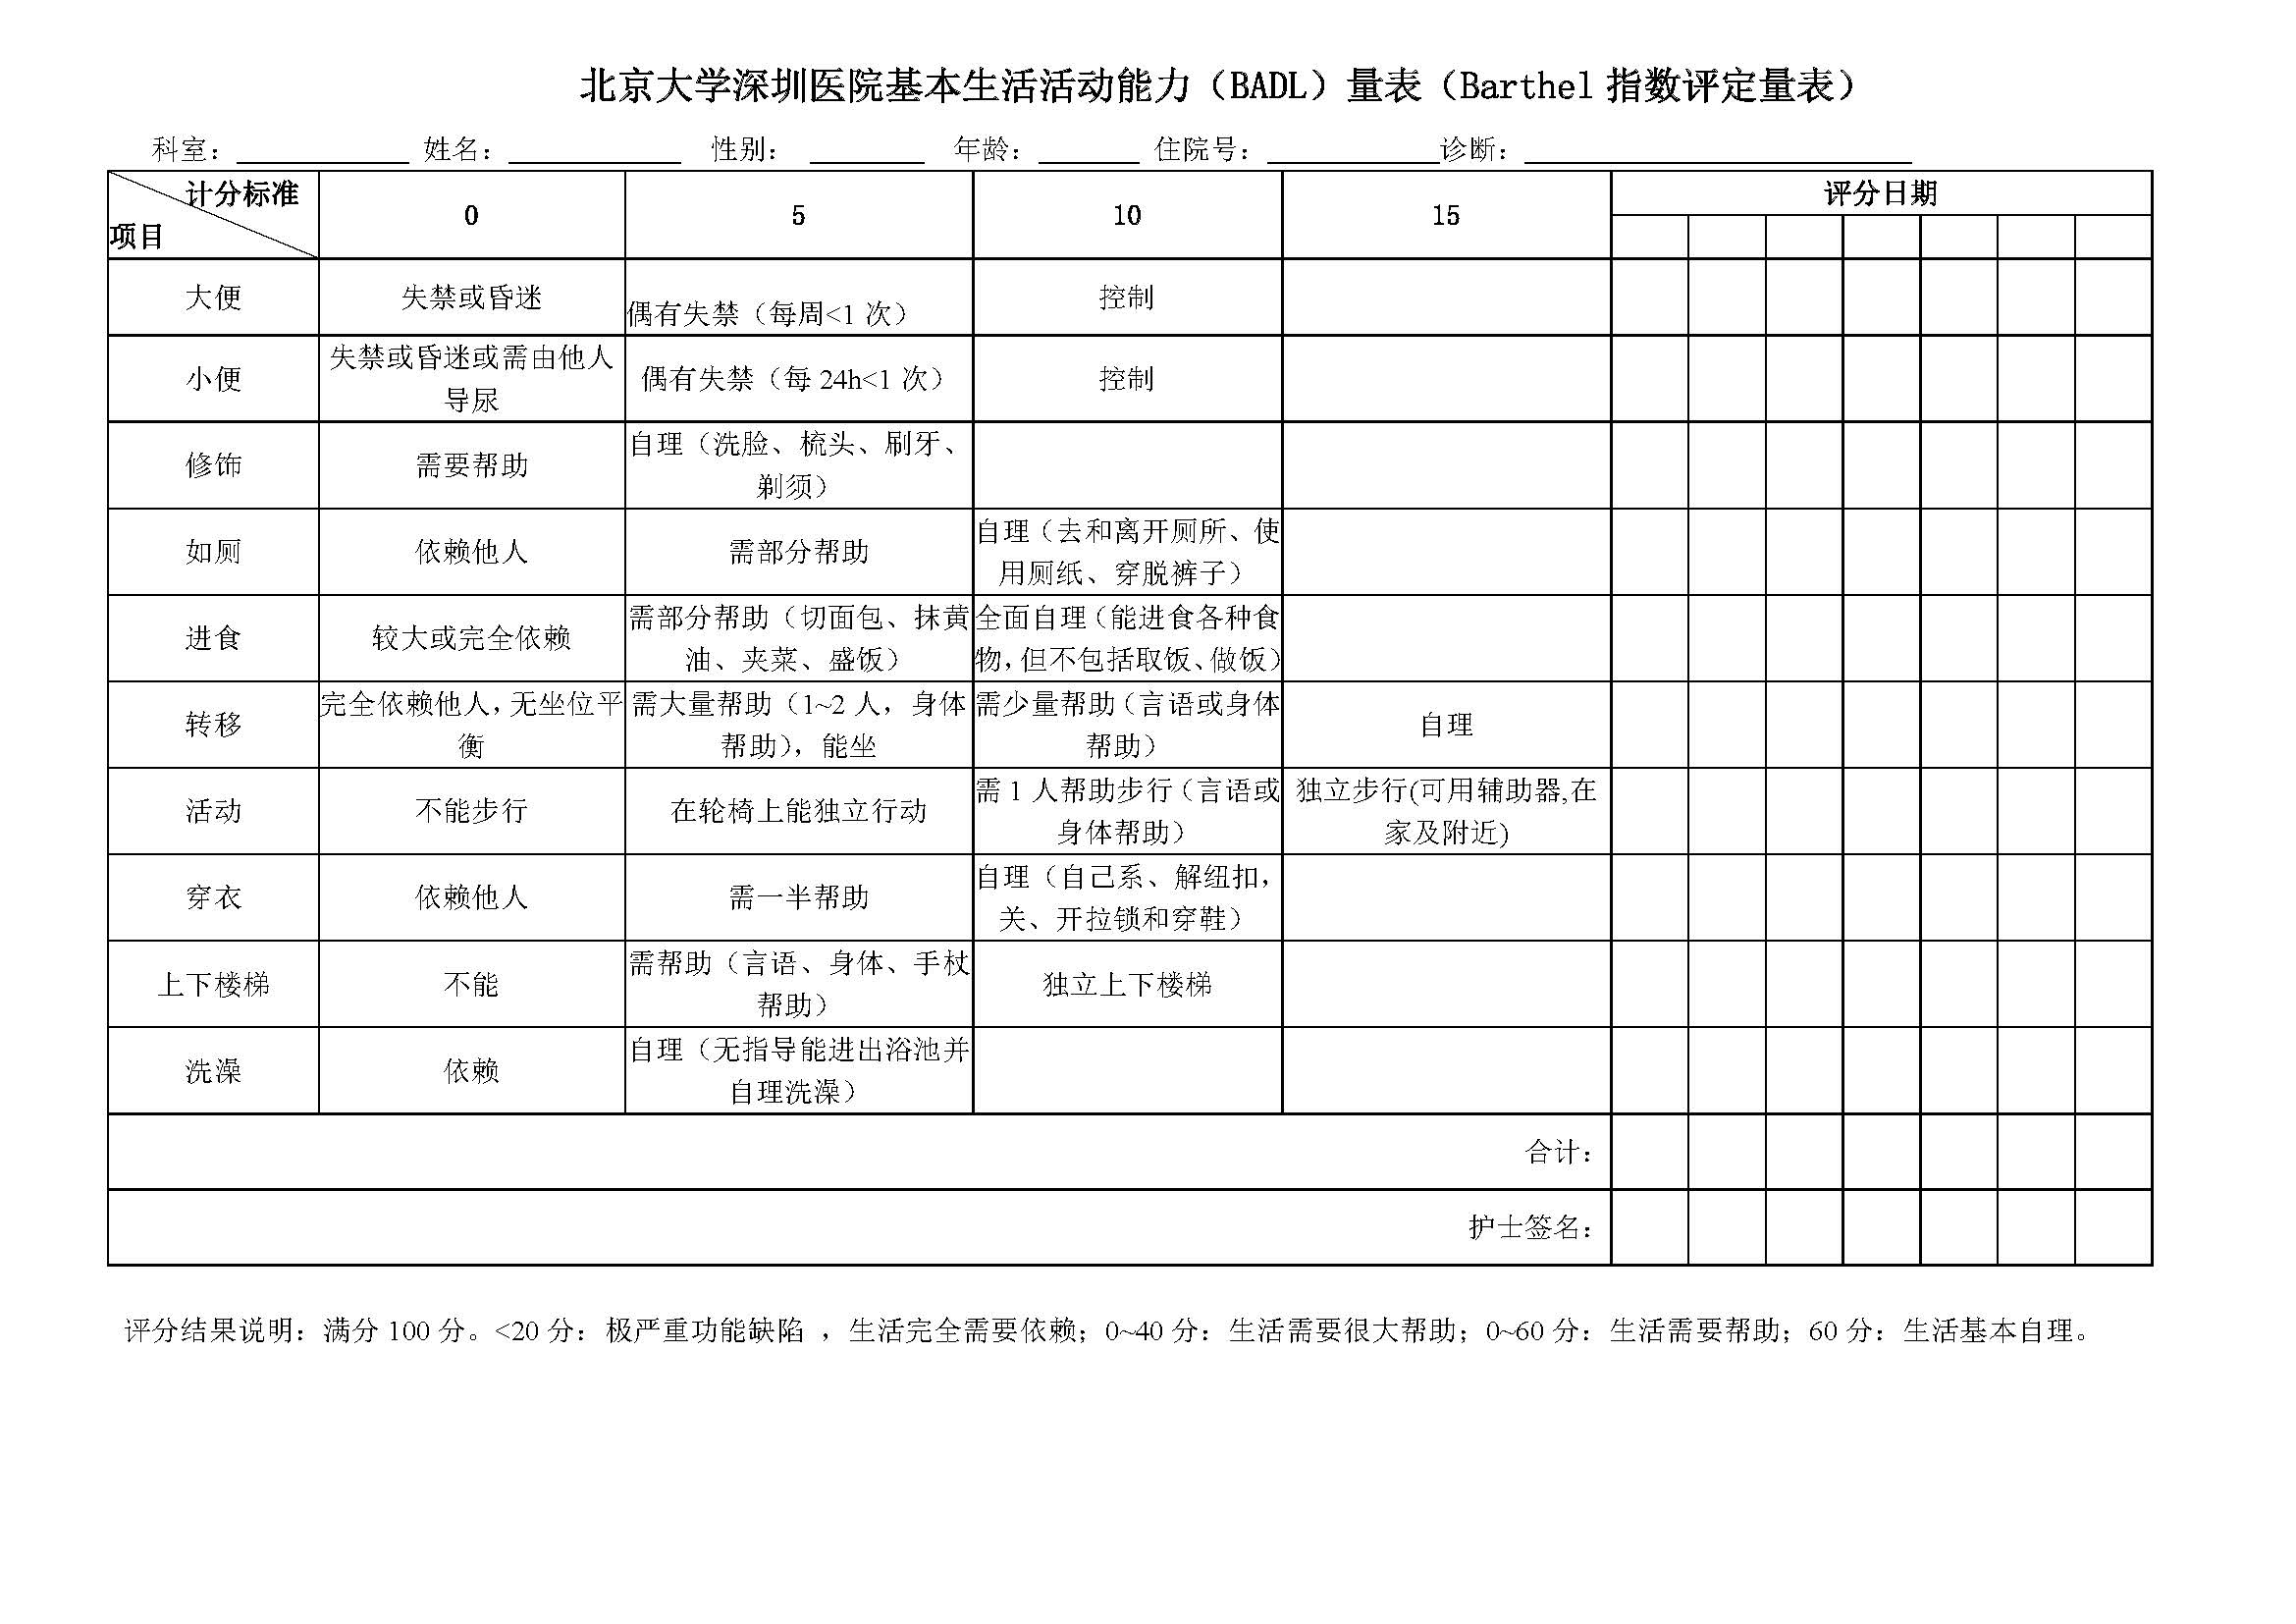 北京大学深圳医院基本生活活动能力（BADL）量表（Barthel 指数评定量表）
科室：____________ 姓名：____________ 性别：________ 年龄：_______ 住院号：____________诊断：___________________________
计分标准
项目
0 5 10 15 评分日期
大便 失禁或昏迷 偶有失禁（每周<1 次） 控制
小便 失禁或昏迷或需由他人 偶有失禁（每 24h<1 次） 控制
导尿
修饰 需要帮助 自理（洗脸、梳头、刷牙、
剃须）
如厕 依赖他人 需部分帮助 自理（去和离开厕所、使
用厕纸、穿脱裤子）
进食 较大或完全依赖 需部分帮助（切面包、抹黄 全面自理（能进食各种食
油、夹菜、盛饭） 物，但不包括取饭、做饭）
转移 完全依赖他人，无坐位平 需大量帮助（1~2 人，身体 需少量帮助（言语或身体 自理
衡 帮助），能坐 帮助）
活动 不能步行 在轮椅上能独立行动 需 1 人帮助步行（言语或 独立步行(可用辅助器,在
身体帮助） 家及附近)
穿衣 依赖他人 需一半帮助 自理（自己系、解纽扣，
关、开拉锁和穿鞋）
上下楼梯 不能 需帮助（言语、身体、手杖 独立上下楼梯
帮助）
洗澡 依赖 自理（无指导能进出浴池并
自理洗澡）
合计：
护士签名：
评分结果说明：满分 100 分。<20 分：极严重功能缺陷 ，生活完全需要依赖；0~40 分：生活需要很大帮助；0~60 分：生活需要帮助；60 分：生活基本自理。